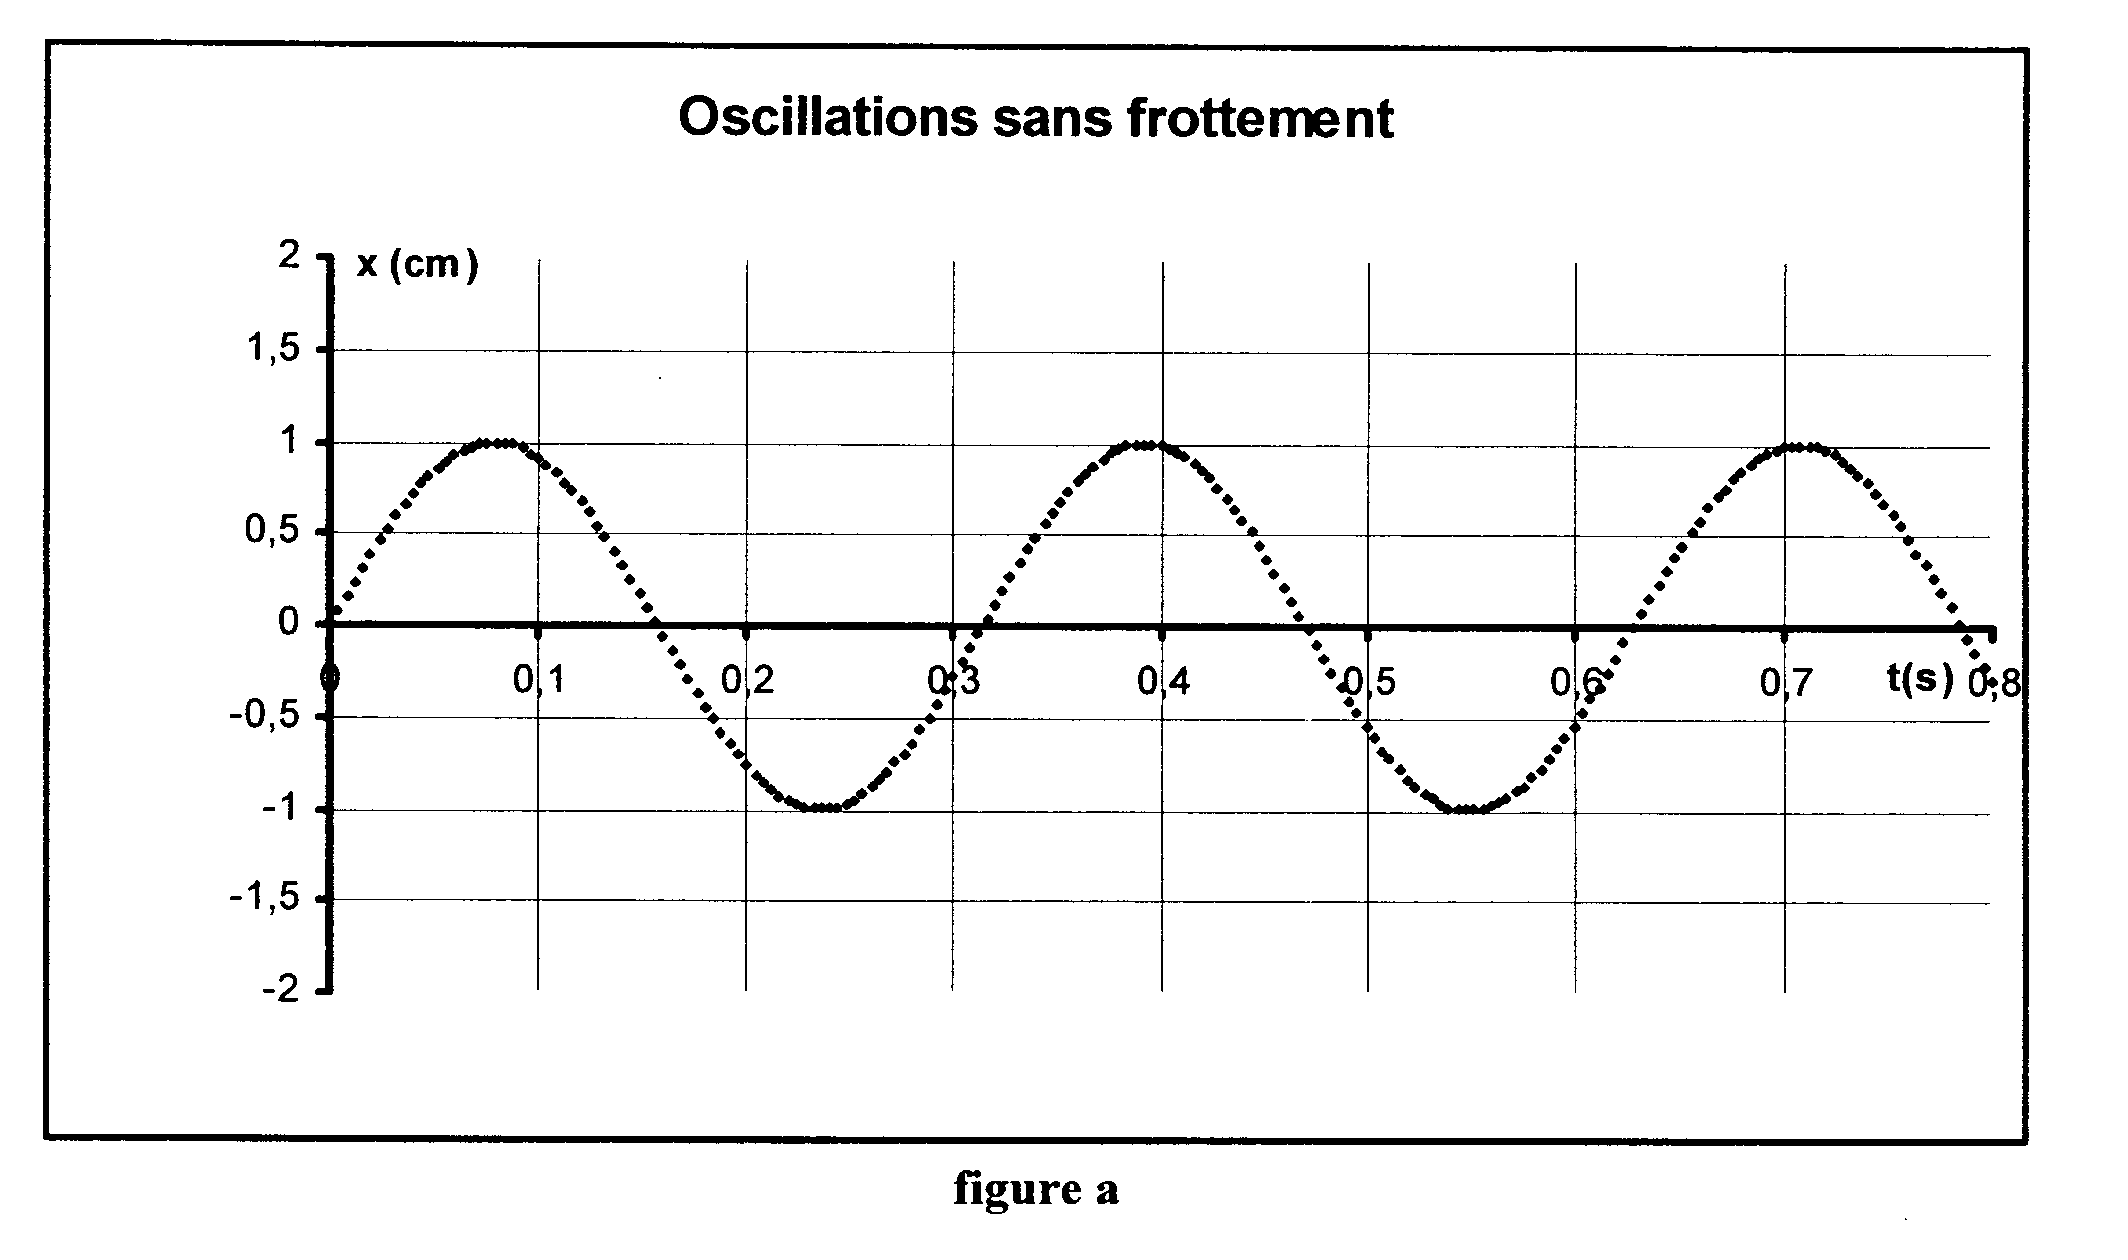 Oscillations sans frottement
2
x (cm)
1,5
1
0,5
0
0 0,1 0,2 0,3 0,4 0,5 0,6 0,7 t(s) 0,8
-0,5
-1
-1,5
-2
figure a